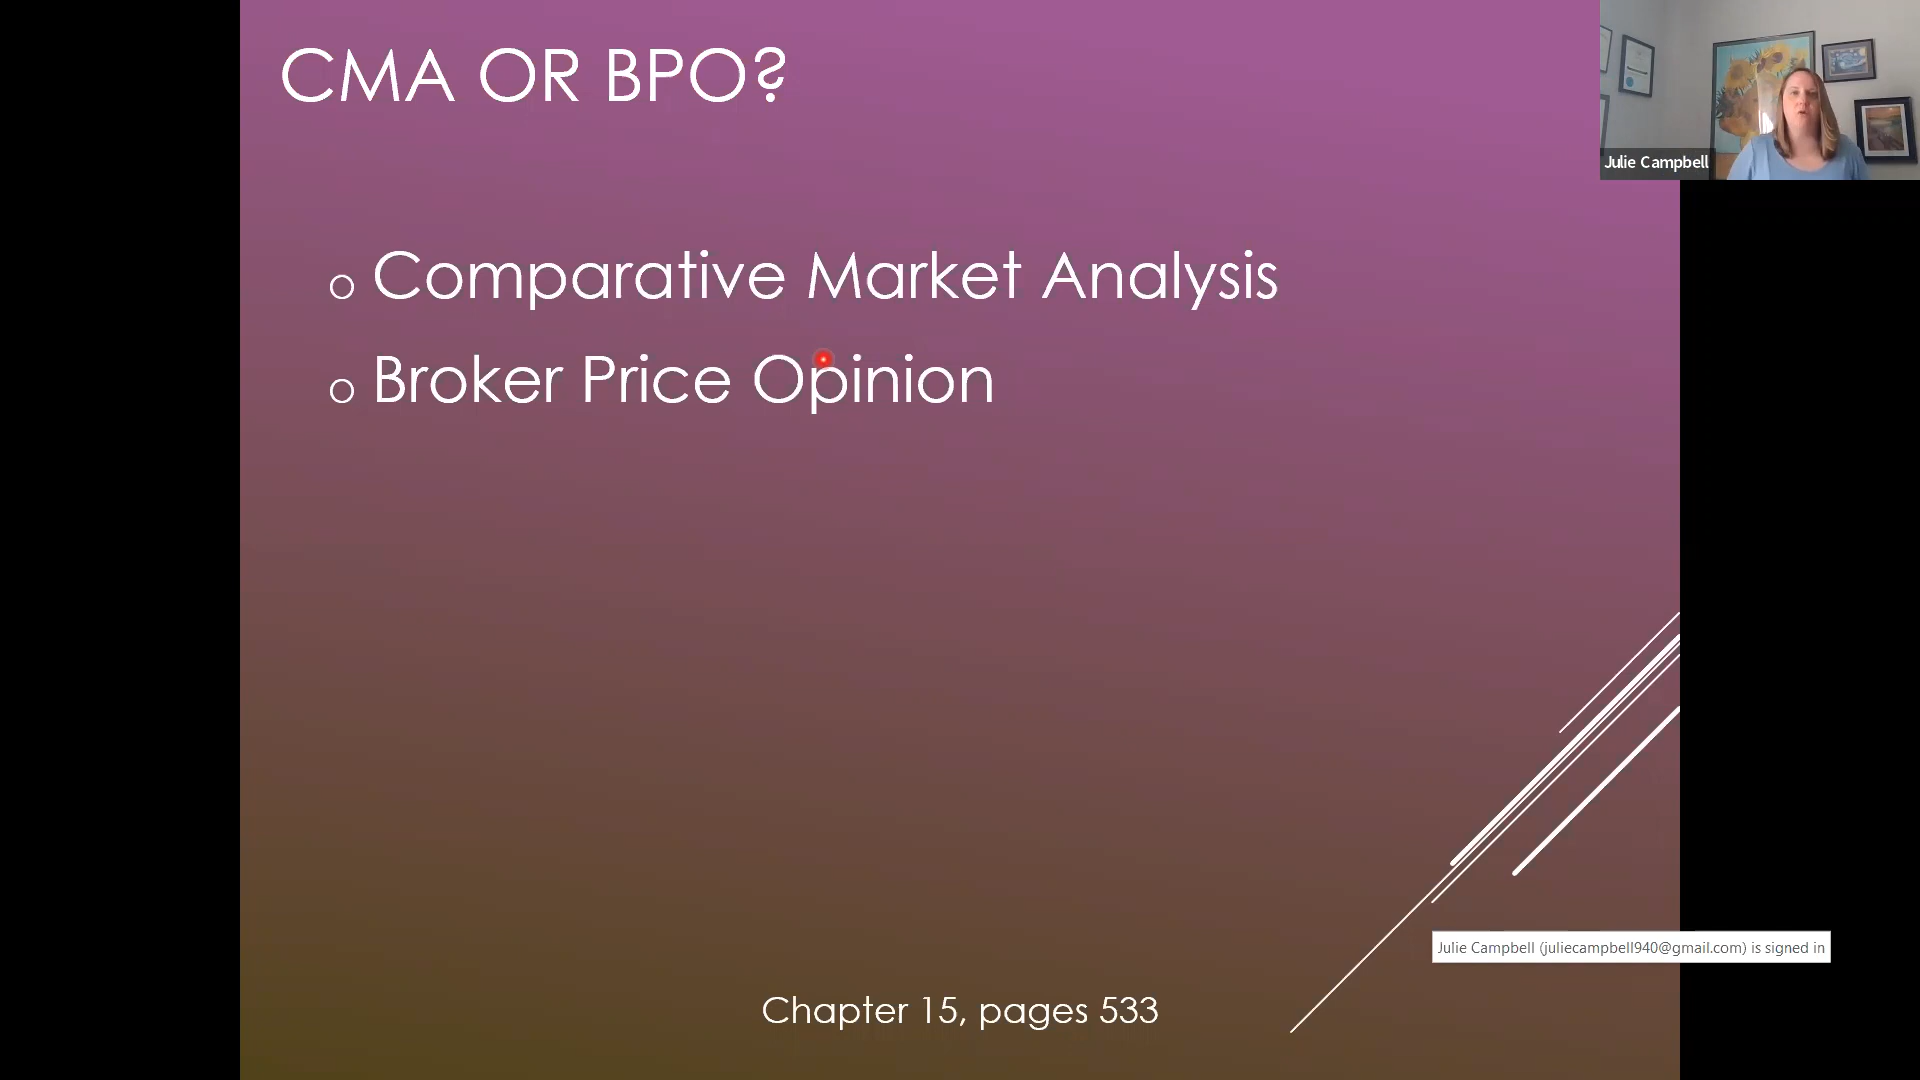 CMA OR BPO?
Julie Campbell
Comparative Market Analysis
Broker Price Opinion
Julie Campbell (juliecampbell940@gmail.com) is signed in
Chapter 15, pages 533